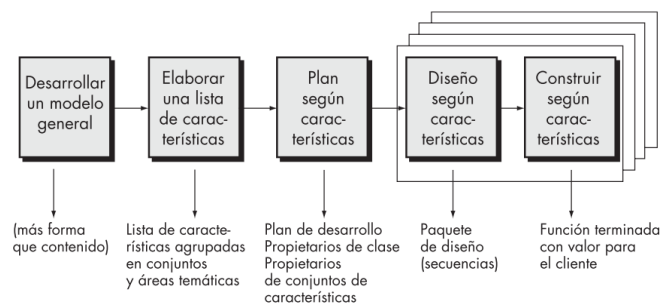 Desarrollar
un modelo
general
Elaborar
una lista
de carac-
terísticas
Plan
según
carac-
terísticas
Diseño
según
carac-
terísticas
Construir
según
carac-
terísticas
(más forma
que contenido)
Lista de caracte-
rísticas agrupadas
en conjuntos
y áreas temáticas
Plan de desarrollo
Propietarios de clase
Propietarios
de conjuntos de
características
Paquete
de diseño
(secuencias)
Función terminada
con valor para
el cliente